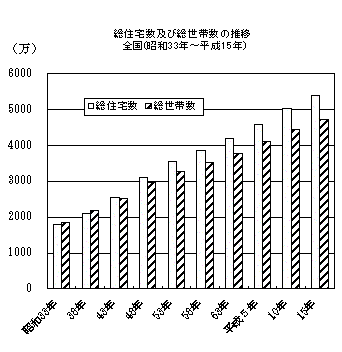 総住宅数及び総世帯数の推移
全国(昭和33年～平成15年)
(万)
6000
5000
4000
3000
2000
1000
0
総住宅数 総世帯数
昭和33年 38年 43年 48年 53年 58年 63年 平成5年 10年 15年